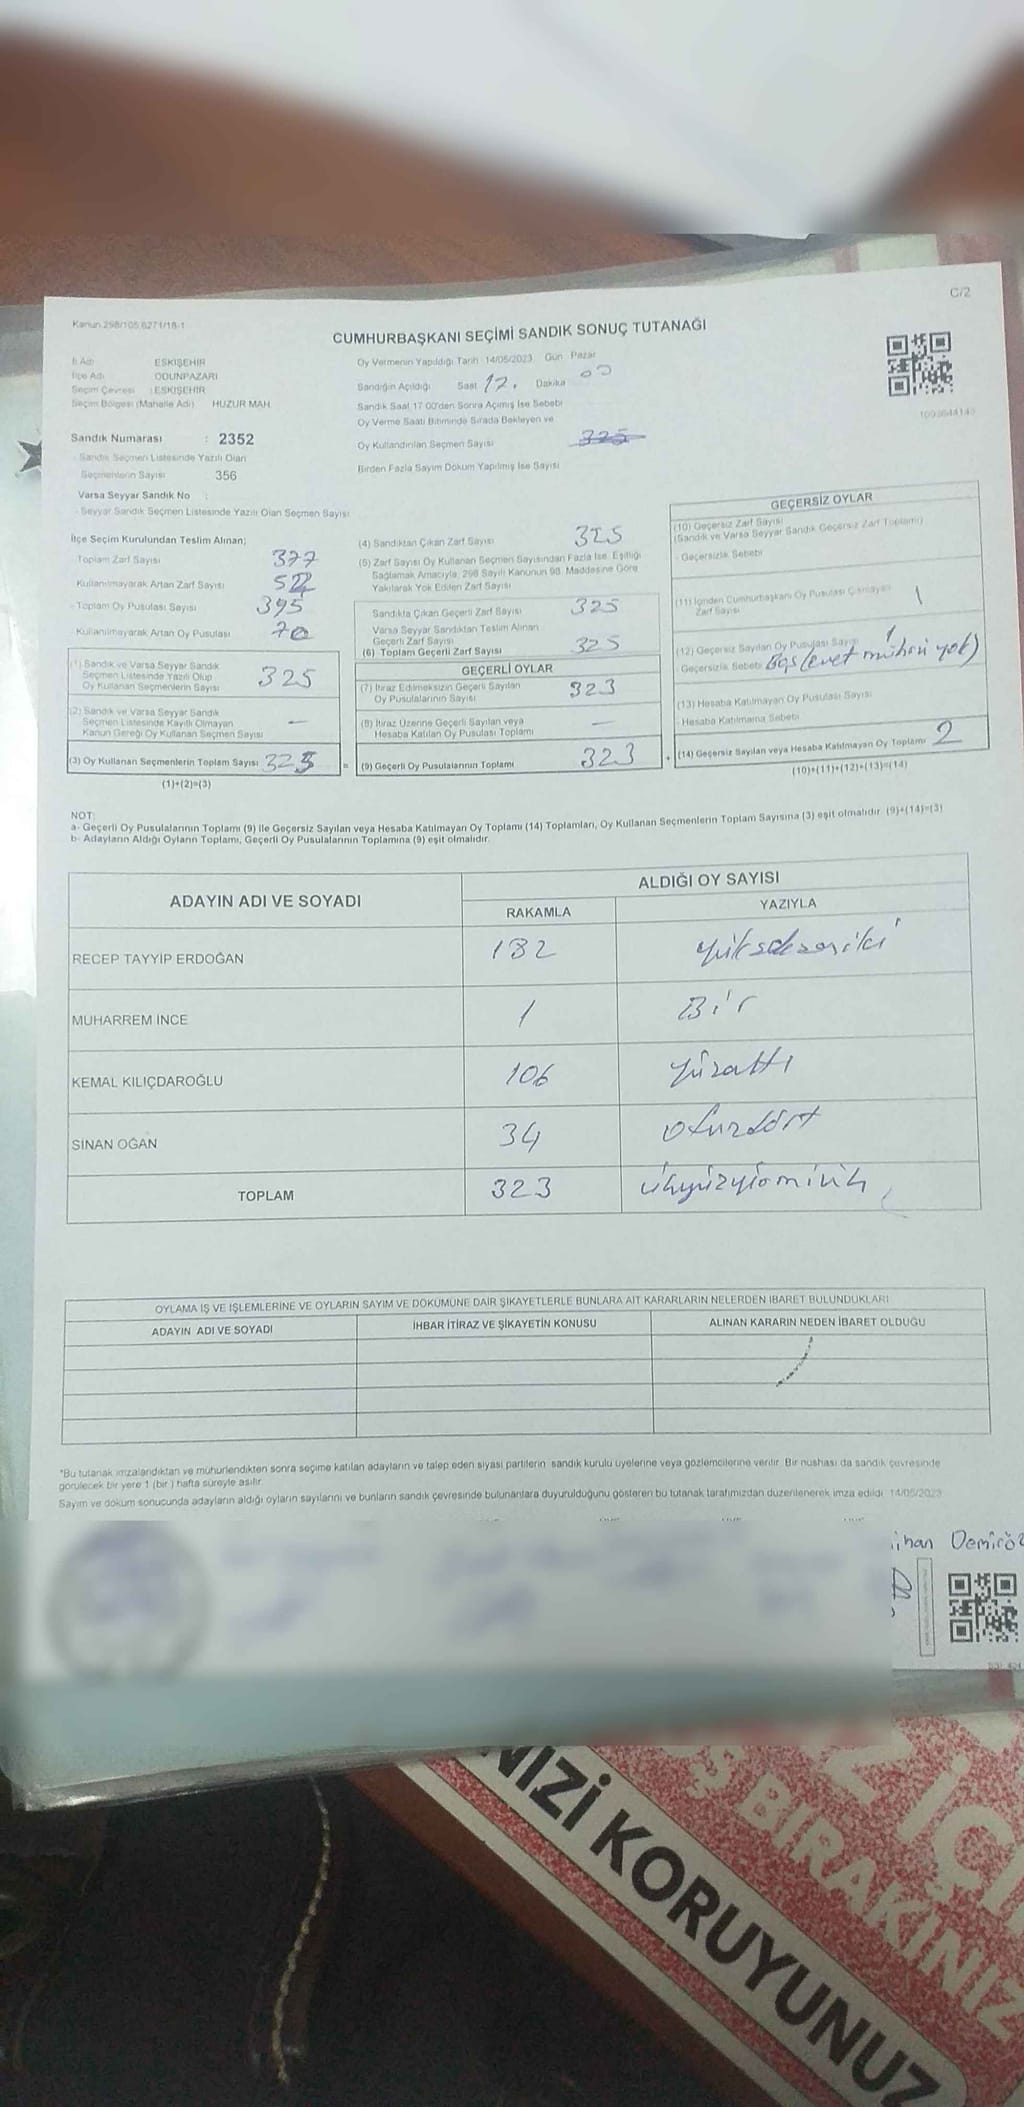 C/2
Kanun 298/105,6271/18-1
CUMHURBAŞKANI SEÇİMİ SANDIK SONUÇ TUTANAĞI
İl Adı : ESKİŞEHİR
İlçe Adı : ODUNPAZARI
Seçim Çevresi : ESKİŞEHİR
Seçim Bölgesi (Mahalle Adı) HUZUR MAH.
Sandık Numarası : 2352
Sandık Seçmen Listesinde Yazılı Olan
Seçmenlerin Sayısı 356
Varsa Seyyar Sandık No :
Seyyar Sandık Seçmen Listesinde Yazılı Olan Seçmen Sayısı
Oy Vermenin Yapıldığı Tarih 14/05/2023 Gün Pazar
Sandığın Açıldığı Saat 17. Dakika 00
Sandık Saat 17 00'den Sonra Açımış İse Sebebi
Oy Verme Saati Bitiminde Sırada Bekleyen ve
Oy Kullandırılan Seçmen Sayısı 325
Birden Fazla Sayım Döküm Yapılmış İse Sayısı
İlçe Seçim Kurulundan Teslim Alınan;
Toplam Zarf Sayısı 377
Kullanılmayarak Artan Zarf Sayısı 52
Toplam Oy Pusulası Sayısı 395
Kullanılmayarak Artan Oy Pusulası 70
(1) Sandık ve Varsa Seyyar Sandık
Seçmen Listesinde Yazılı Olup
Oy Kullanan Seçmenlerin Sayısı 325
(2) Sandık ve Varsa Seyyar Sandık
Seçmen Listesinde Kayıtlı Olmayan
Kanun Gereği Oy Kullanan Seçmen Sayısı —
(3) Oy Kullanan Seçmenlerin Toplam Sayısı 325
(1)+(2)=(3)
(4) Sandıktan Çıkan Zarf Sayısı 325
(5) Zarf Sayısı Oy Kullanan Seçmen Sayısından Fazla İse, Eşitliği
Sağlamak Amacıyla, 298 Sayılı Kanunun 98. Maddesine Göre
Yakılarak Yok Edilen Zarf Sayısı
Sandıkta Çıkan Geçerli Zarf Sayısı 325
Varsa Seyyar Sandıktan Teslim Alınan
Geçerli Zarf Sayısı
(6) Toplam Geçerli Zarf Sayısı 325
GEÇERLİ OYLAR
(7) İtiraz Edilmeksizin Geçerli Sayılan
Oy Pusulalarının Sayısı 323
(8) İtiraz Üzerine Geçerli Sayılan veya
Hesaba Katılan Oy Pusulası Toplamı —
= (9) Geçerli Oy Pusulalarının Toplamı 323
GEÇERSİZ OYLAR
(10) Geçersiz Zarf Sayısı
(Sandık ve Varsa Seyyar Sandık Geçersiz Zarf Toplamı)
Geçersizlik Sebebi
(11) İçinden Cumhurbaşkanı Oy Pusulası Çıkmayan
Zarf Sayısı 1
(12) Geçersiz Sayılan Oy Pusulası Sayısı 1
Geçersizlik Sebebi Boş (evet mühürü yok)
(13) Hesaba Katılmayan Oy Pusulası Sayısı
Hesaba Katılmama Sebebi
+ (14) Geçersiz Sayılan veya Hesaba Katılmayan Oy Toplamı 2
(10)+(11)+(12)+(13)=(14)
NOT:
a- Geçerli Oy Pusulalarının Toplamı (9) ile Geçersiz Sayılan veya Hesaba Katılmayan Oy Toplamı (14) Toplamları, Oy Kullanan Seçmenlerin Toplam Sayısına (3) eşit olmalıdır. (9)+(14)=(3)
b- Adayların Aldığı Oyların Toplamı, Geçerli Oy Pusulalarının Toplamına (9) eşit olmalıdır.
ADAYIN ADI VE SOYADI
ALDIĞI OY SAYISI
RAKAMLA YAZIYLA
RECEP TAYYİP ERDOĞAN 182 yüksekseniki
MUHARREM İNCE 1 Bir
KEMAL KILIÇDAROĞLU 106 yüzaltı
SİNAN OĞAN 34 otuzdört
TOPLAM 323
OYLAMA İŞ VE İŞLEMLERİNE VE OYLARIN SAYIM VE DÖKÜMÜNE DAİR ŞİKAYETLERLE BUNLARA AİT KARARLARIN NELERDEN İBARET BULUNDUKLARI
ADAYIN ADI VE SOYADI İHBAR İTİRAZ VE ŞİKAYETİN KONUSU ALINAN KARARIN NEDEN İBARET OLDUĞU
*Bu tutanak imzalandıktan ve mühürlendikten sonra seçime katılan adayların ve talep eden siyasi partilerin sandık kurulu üyelerine veya gözlemcilerine verilir. Bir nüshası da sandık çevresinde
görülecek bir yere 1 (bir ) hafta süreyle asılır.
Sayım ve döküm sonucunda adayların aldığı oyların sayılarını ve bunların sandık çevresinde bulunanlara duyurulduğunu gösteren bu tutanak tarafımızdan düzenlenerek imza edildi. 14/05/2023
ihan Demiröz
NIZİ KORUYUNUZ
Z İÇİ
Ş BIRAKINIZ